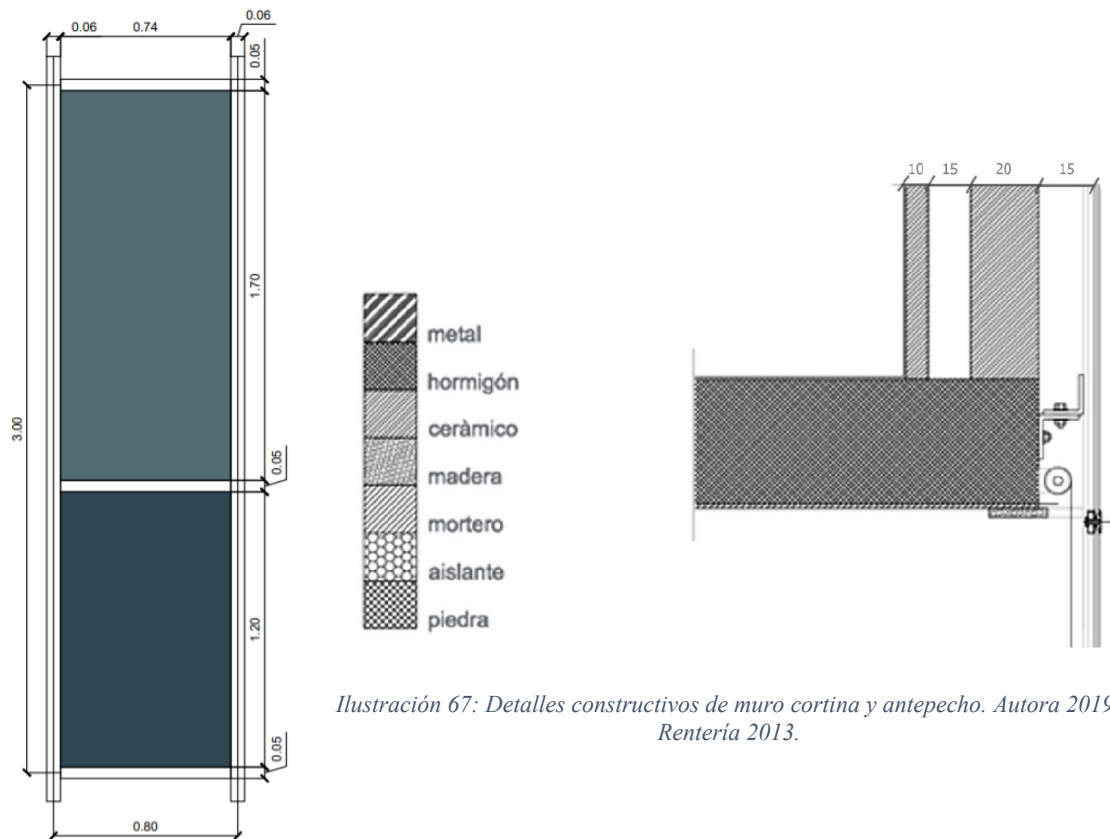 0.06
0.74
0.06
0.05
1.70
3.00
0.05
1.20
0.05
0.80
metal
hormigón
ceràmico
madera
mortero
aislante
piedra
10 15 20 15
Ilustración 67: Detalles constructivos de muro cortina y antepecho. Autora 2019
Rentería 2013.